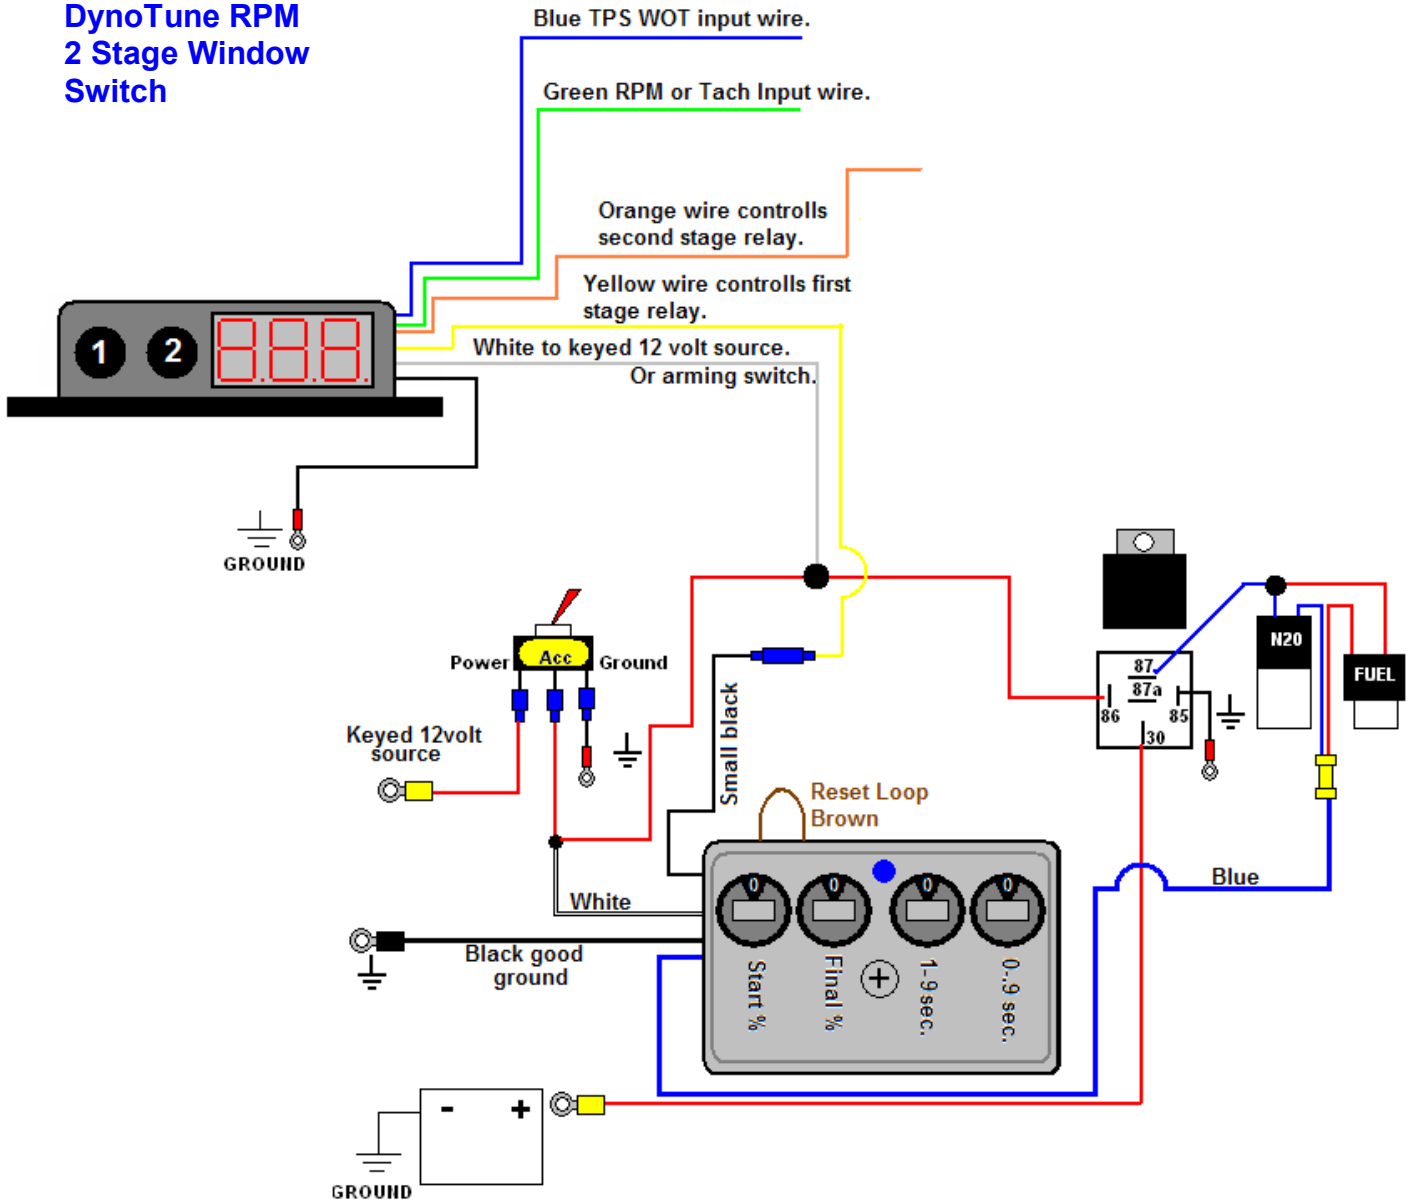 DynoTune RPM
2 Stage Window
Switch
Blue TPS WOT input wire.
Green RPM or Tach Input wire.
Orange wire controlls
second stage relay.
Yellow wire controlls first
stage relay.
White to keyed 12 volt source.
Or arming switch.
1
2
GROUND
Power
Acc
Ground
Keyed 12volt
source
Small black
87
87a
86
85
30
N20
FUEL
Reset Loop
Brown
White
Black good
ground
Blue
0
0
0
0
Start %
Final %
1-9sec.
0-.9 sec.
-
+
GROUND